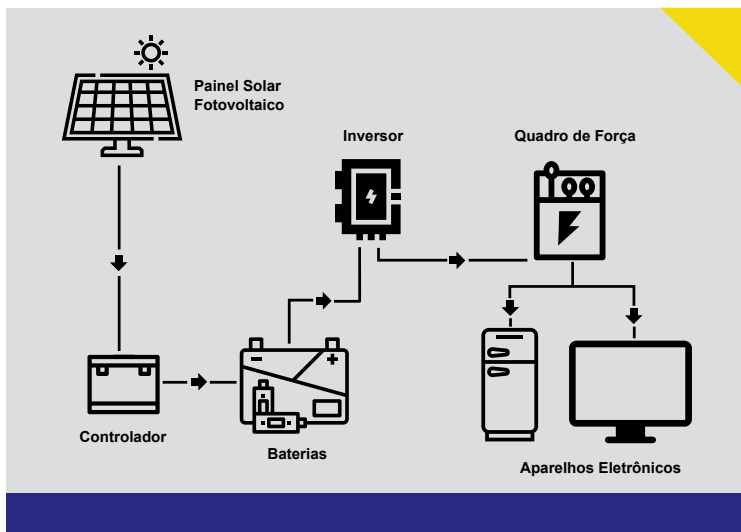 Painel Solar
Fotovoltaico
Inversor
Quadro de Força
Controlador
Baterias
Aparelhos Eletrônicos